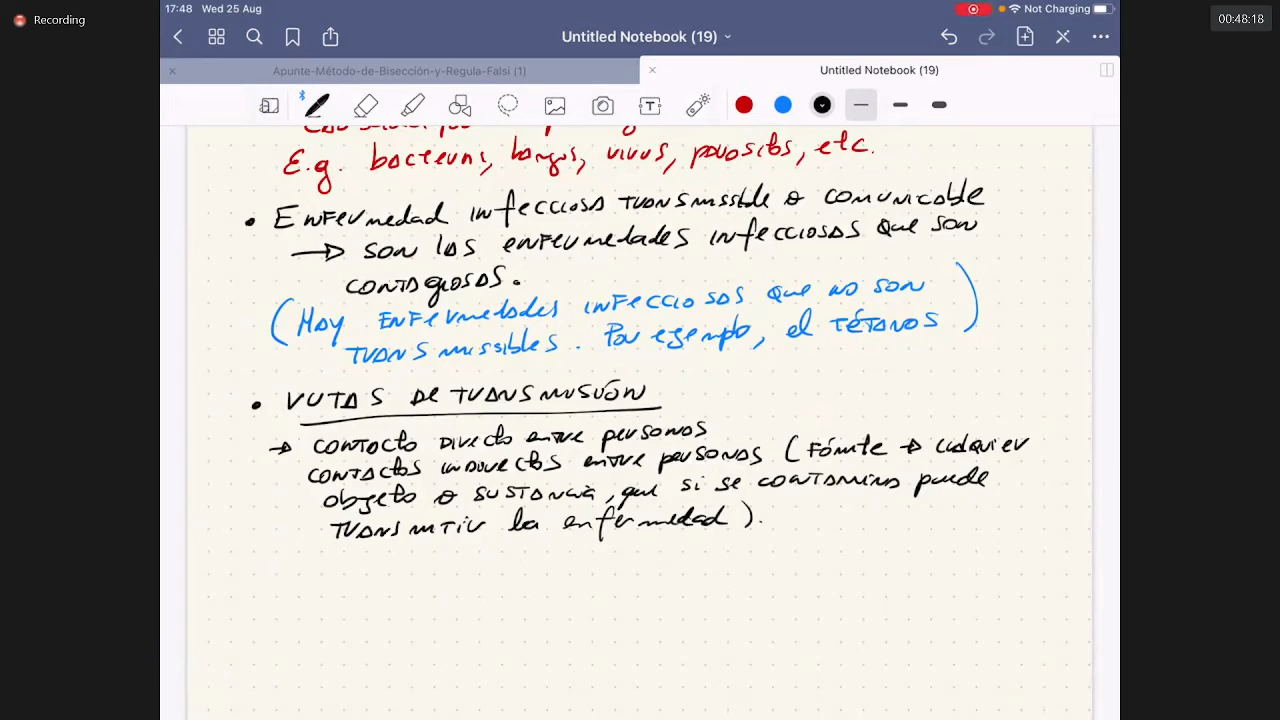 Recording
17:48 Wed 25 Aug
Not Charging
00:48:18
Untitled Notebook (19)
Apunte-Método-de-Bisección-y-Regula-Falsi (1)
Untitled Notebook (19)
E.g. bacterias, hongos, virus, parásitos, etc.
• Enfermedad infecciosa transmissible o comunicable
→ son las enfermedades infecciosas que son
contagiosas.
(Hay enfermedades infecciosas que no son
transmissibles. Por ejemplo, el tétanos)
• Rutas de transmisión
→ contacto directo entre personas
contactos indirectos entre personas (Fómite → cualquier
objeto o sustancia, que si se contamina puede
transmitir la enfermedad).